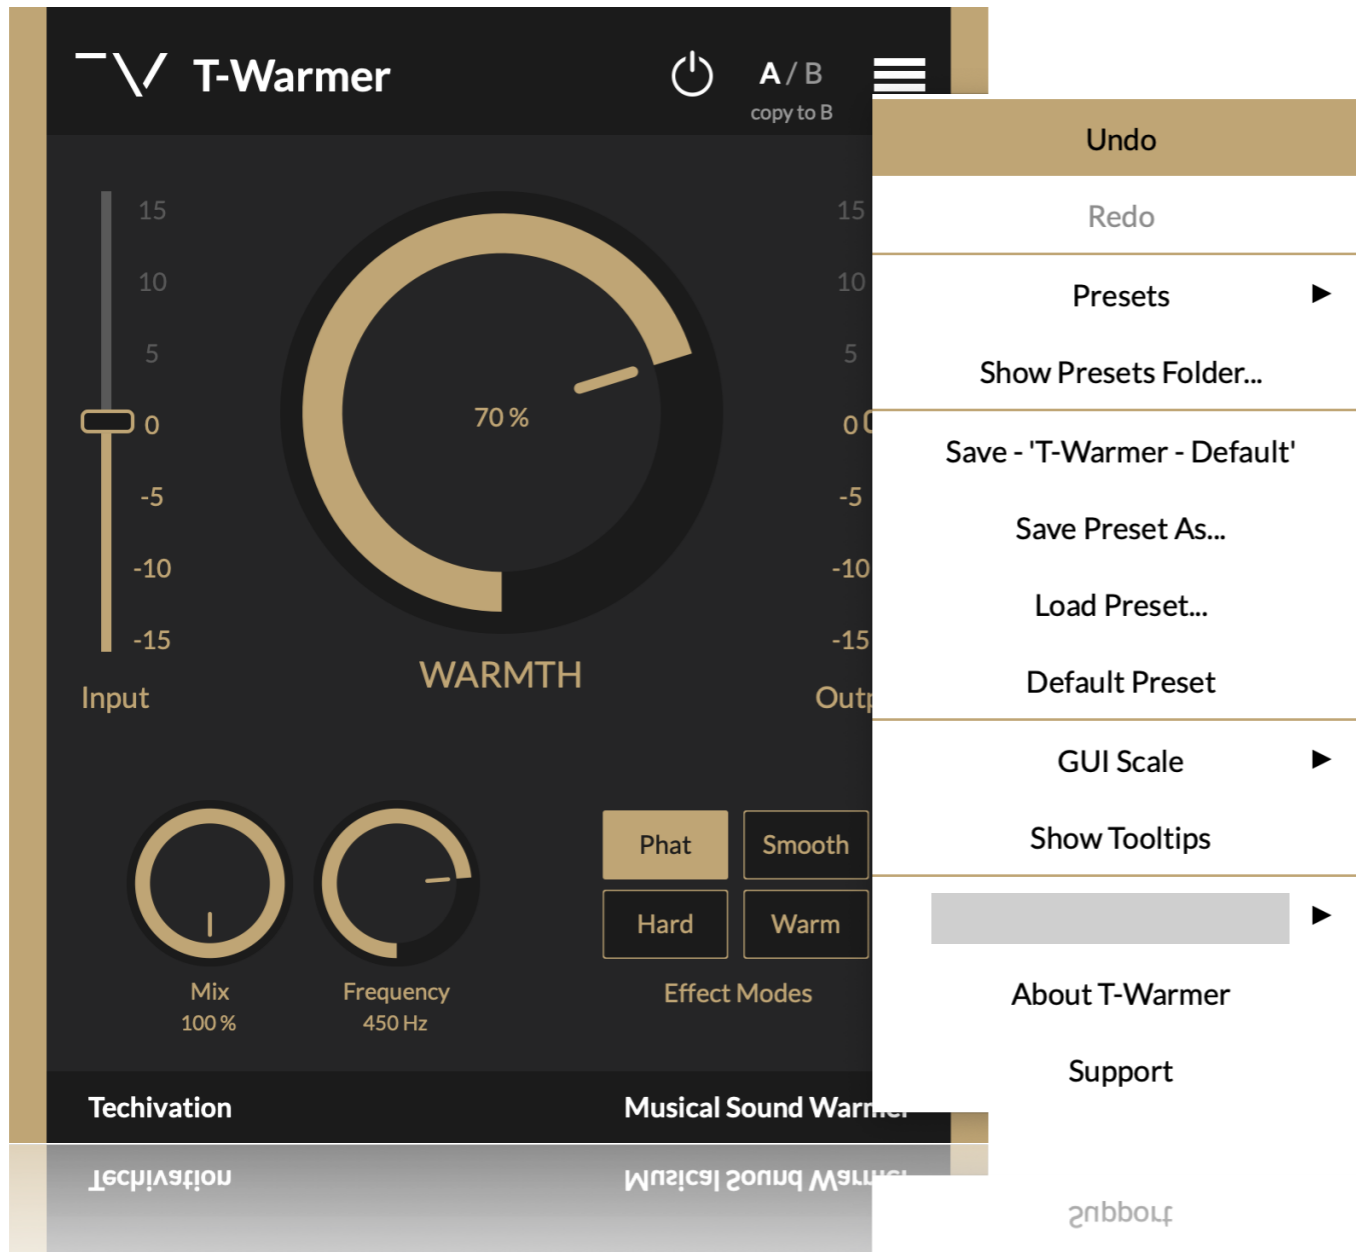 T-Warmer
A / B
copy to B
15
10
5
0
-5
-10
-15
Input
70 %
WARMTH
15
10
5
0
-5
-10
-15
Mix
100 %
Frequency
450 Hz
Phat
Smooth
Hard
Warm
Effect Modes
Techivation
Musical Sound Warmer
Undo
Redo
Presets
Show Presets Folder...
Save - 'T-Warmer - Default'
Save Preset As...
Load Preset...
Default Preset
GUI Scale
Show Tooltips
About T-Warmer
Support